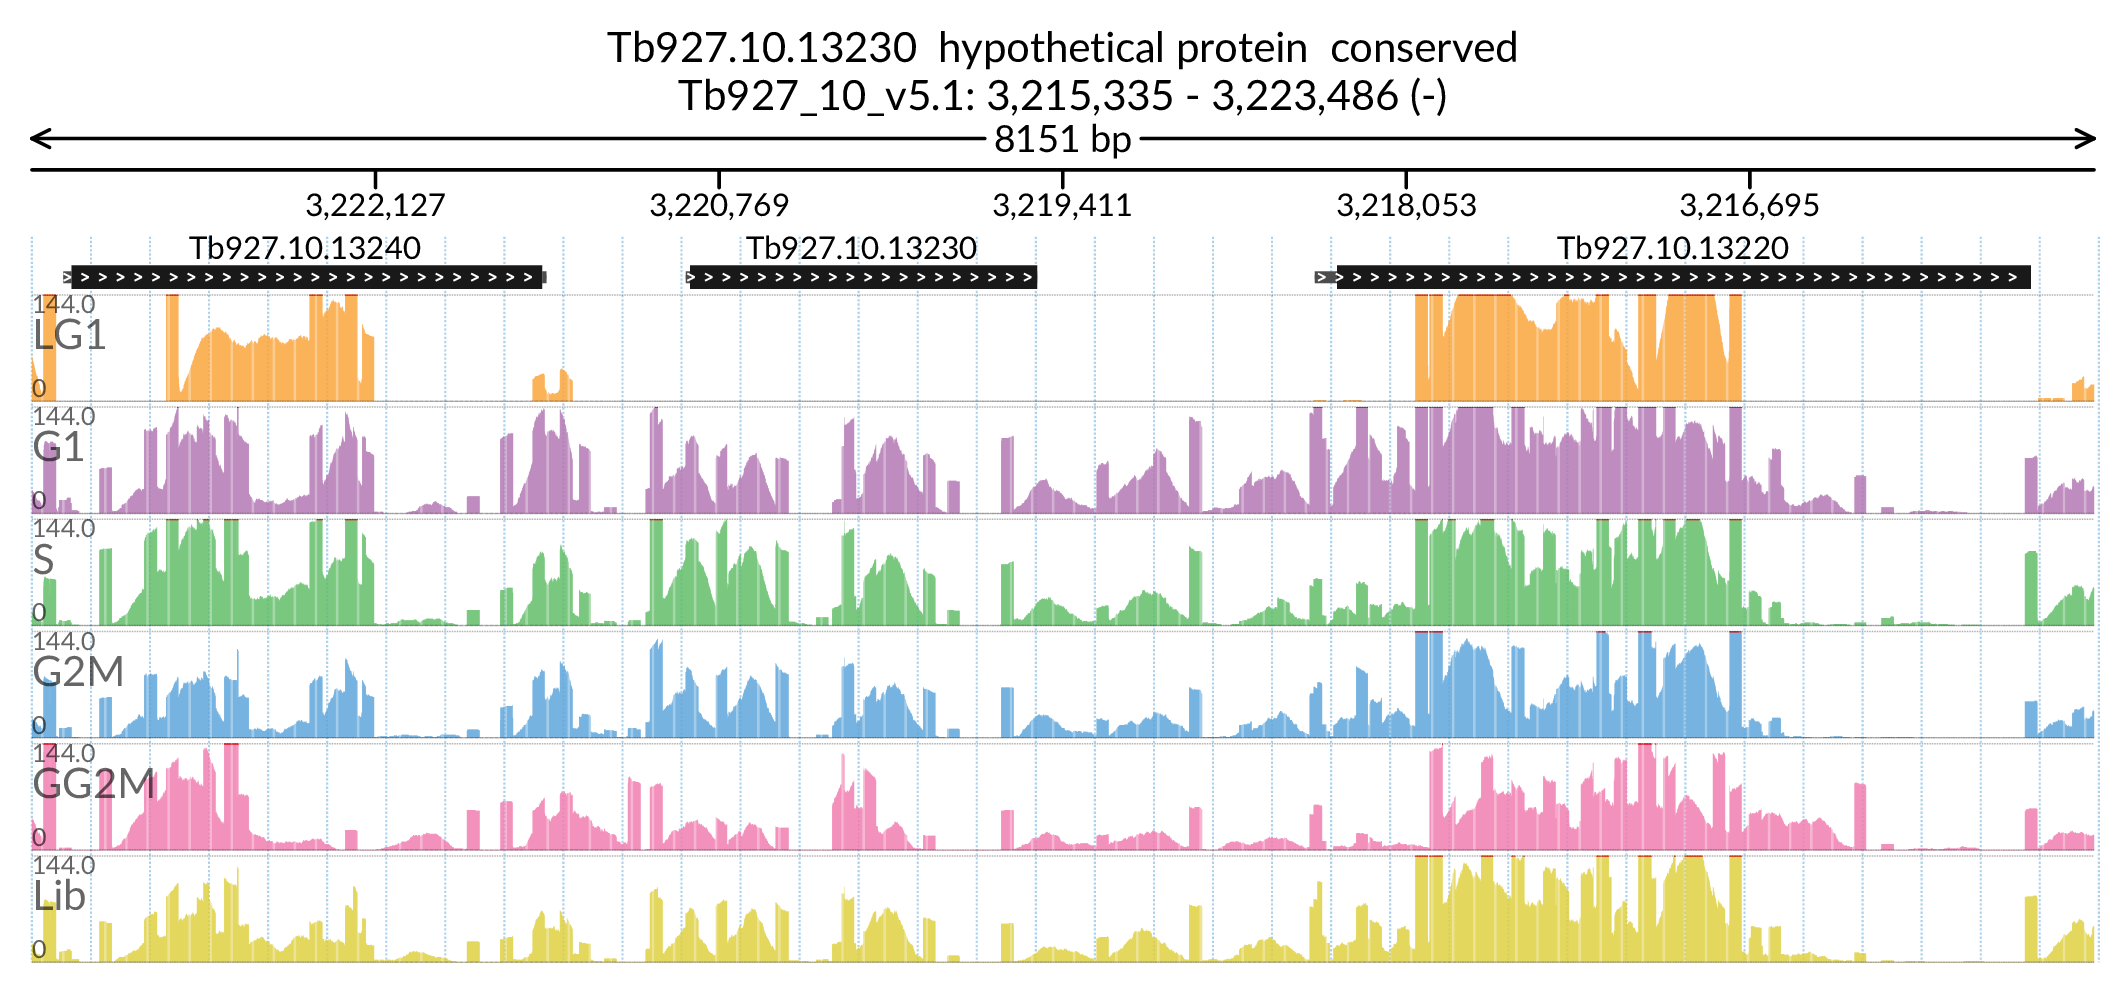 Tb927.10.13230  hypothetical protein  conserved
Tb927_10_v5.1: 3,215,335 - 3,223,486 (-)
8151 bp
3,222,127 3,220,769 3,219,411 3,218,053 3,216,695
Tb927.10.13240 Tb927.10.13230 Tb927.10.13220
144.0
LG1
0
144.0
G1
0
144.0
S
0
144.0
G2M
0
144.0
GG2M
0
144.0
Lib
0